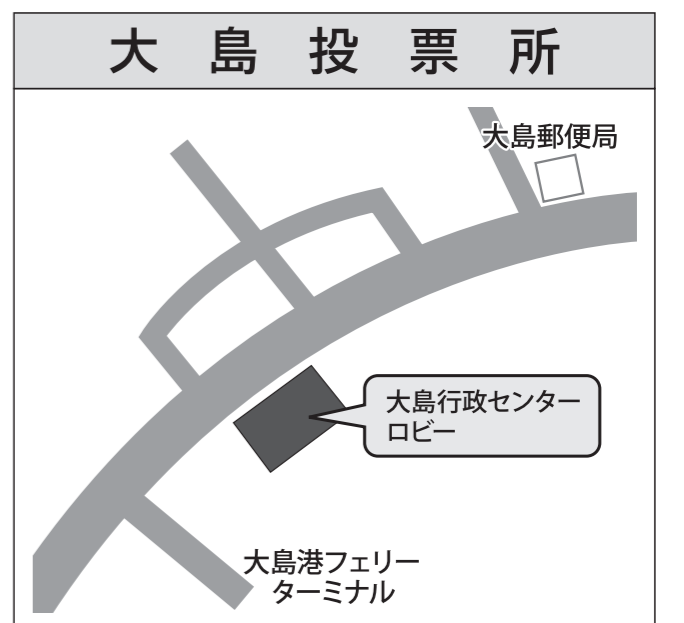 大島投票所
大島郵便局
大島行政センター
ロビー
大島港フェリー
ターミナル